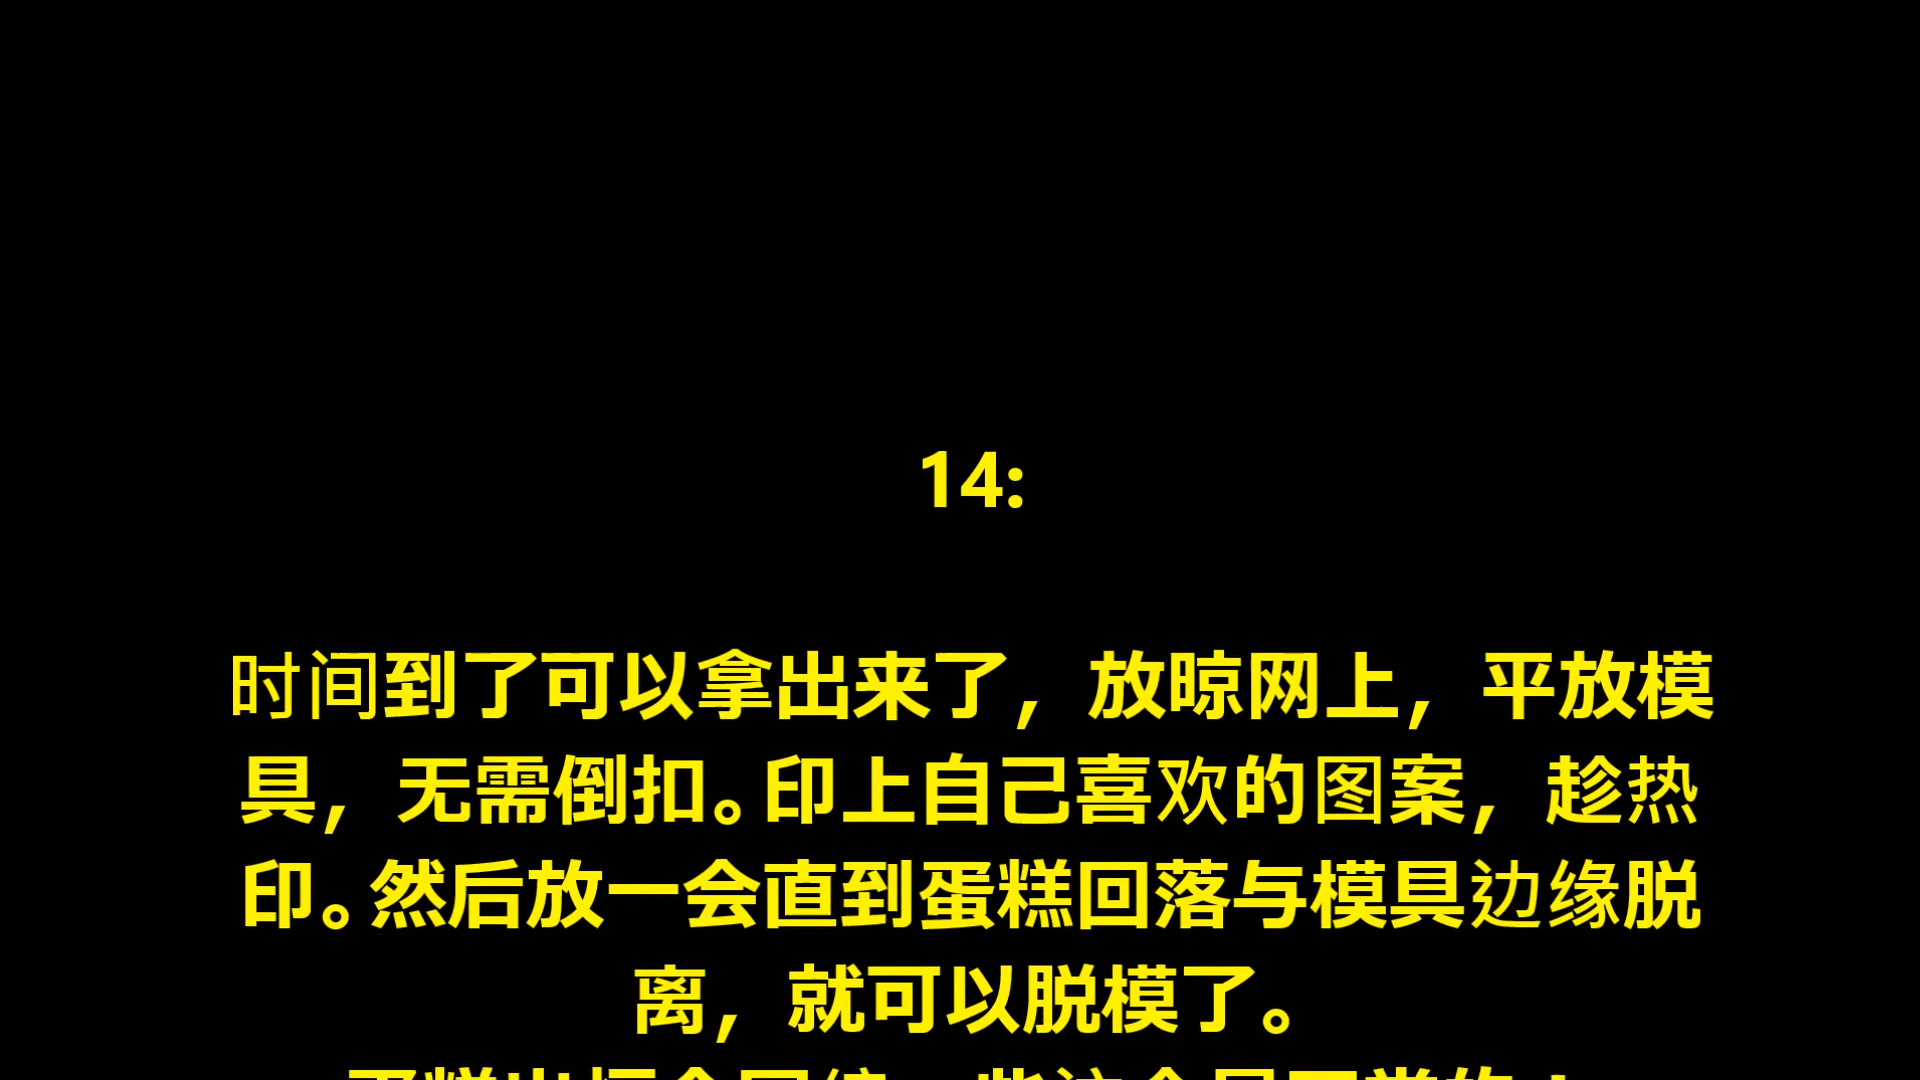 14:
时间到了可以拿出来了，放晾网上，平放模
具，无需倒扣。印上自己喜欢的图案，趁热
印。然后放一会直到蛋糕回落与模具边缘脱
离，就可以脱模了。